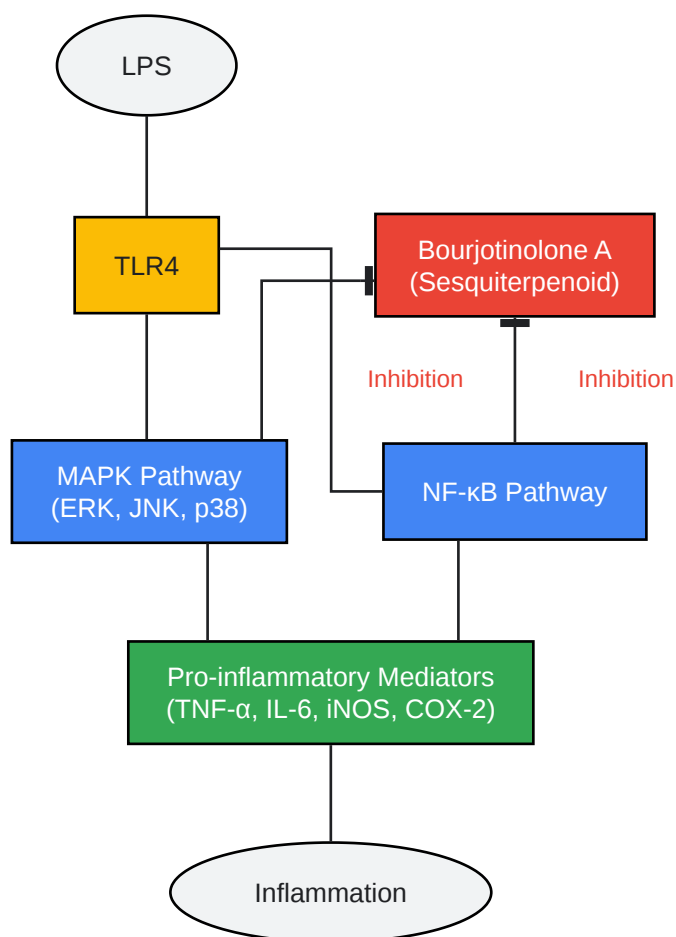 LPS
TLR4
Bourjotinolone A
(Sesquiterpenoid)
Inhibition
Inhibition
MAPK Pathway
(ERK, JNK, p38)
NF-κB Pathway
Pro-inflammatory Mediators
(TNF-α, IL-6, iNOS, COX-2)
Inflammation